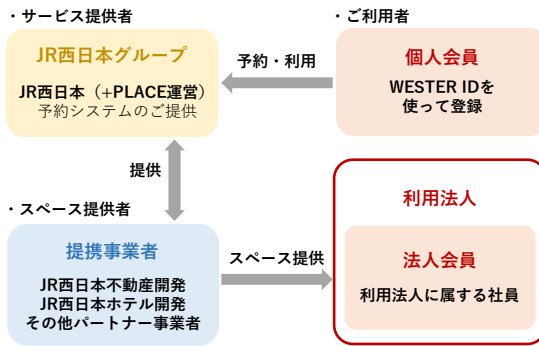 ・サービス提供者
JR西日本グループ
JR西日本（+PLACE運営）
予約システムのご提供
予約・利用
・ご利用者
個人会員
WESTER IDを
使って登録
提供
・スペース提供者
提携事業者
JR西日本不動産開発
JR西日本ホテル開発
その他パートナー事業者
スペース提供
利用法人
法人会員
利用法人に属する社員